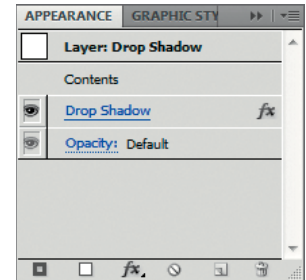 APPEARANCE GRAPHIC STY
Layer: Drop Shadow
Contents
Drop Shadow fx
Opacity: Default
fx